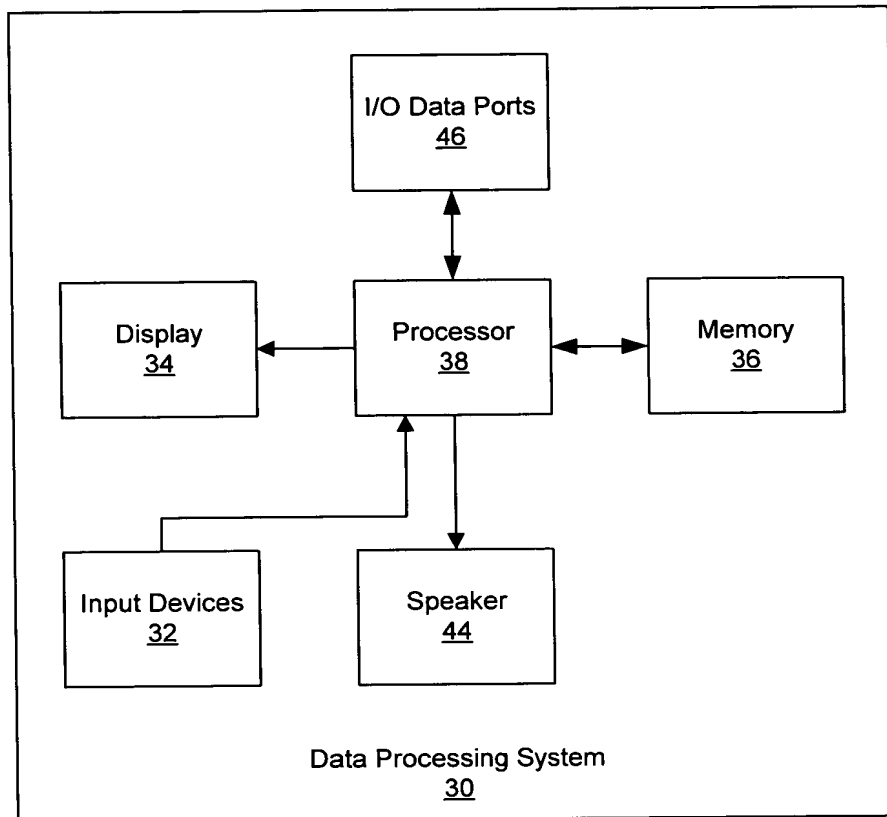 I/O Data Ports
46
Display
34
Processor
38
Memory
36
Input Devices
32
Speaker
44
Data Processing System
30